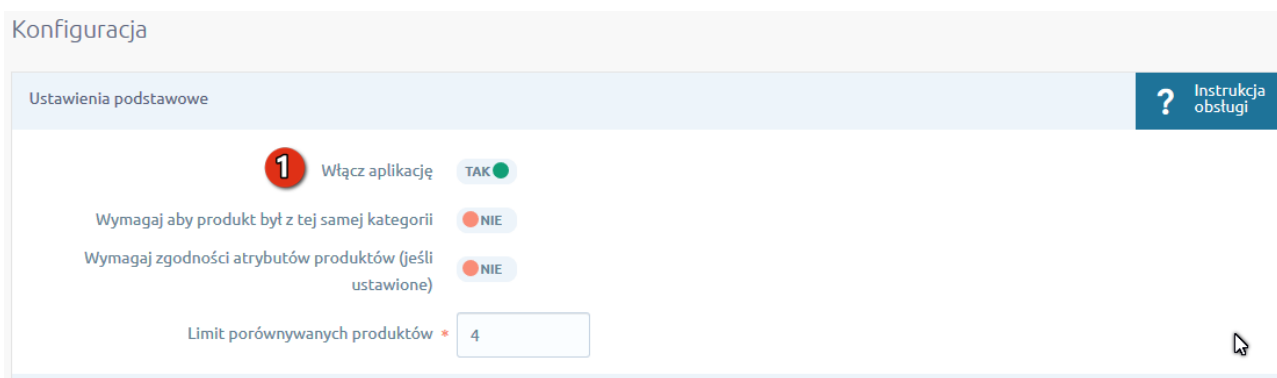 Konfiguracja
Ustawienia podstawowe
? Instrukcja
obsługi
1 Włącz aplikację TAK
Wymagaj aby produkt był z tej samej kategorii NIE
Wymagaj zgodności atrybutów produktów (jeśli
ustawione) NIE
Limit porównywanych produktów * 4